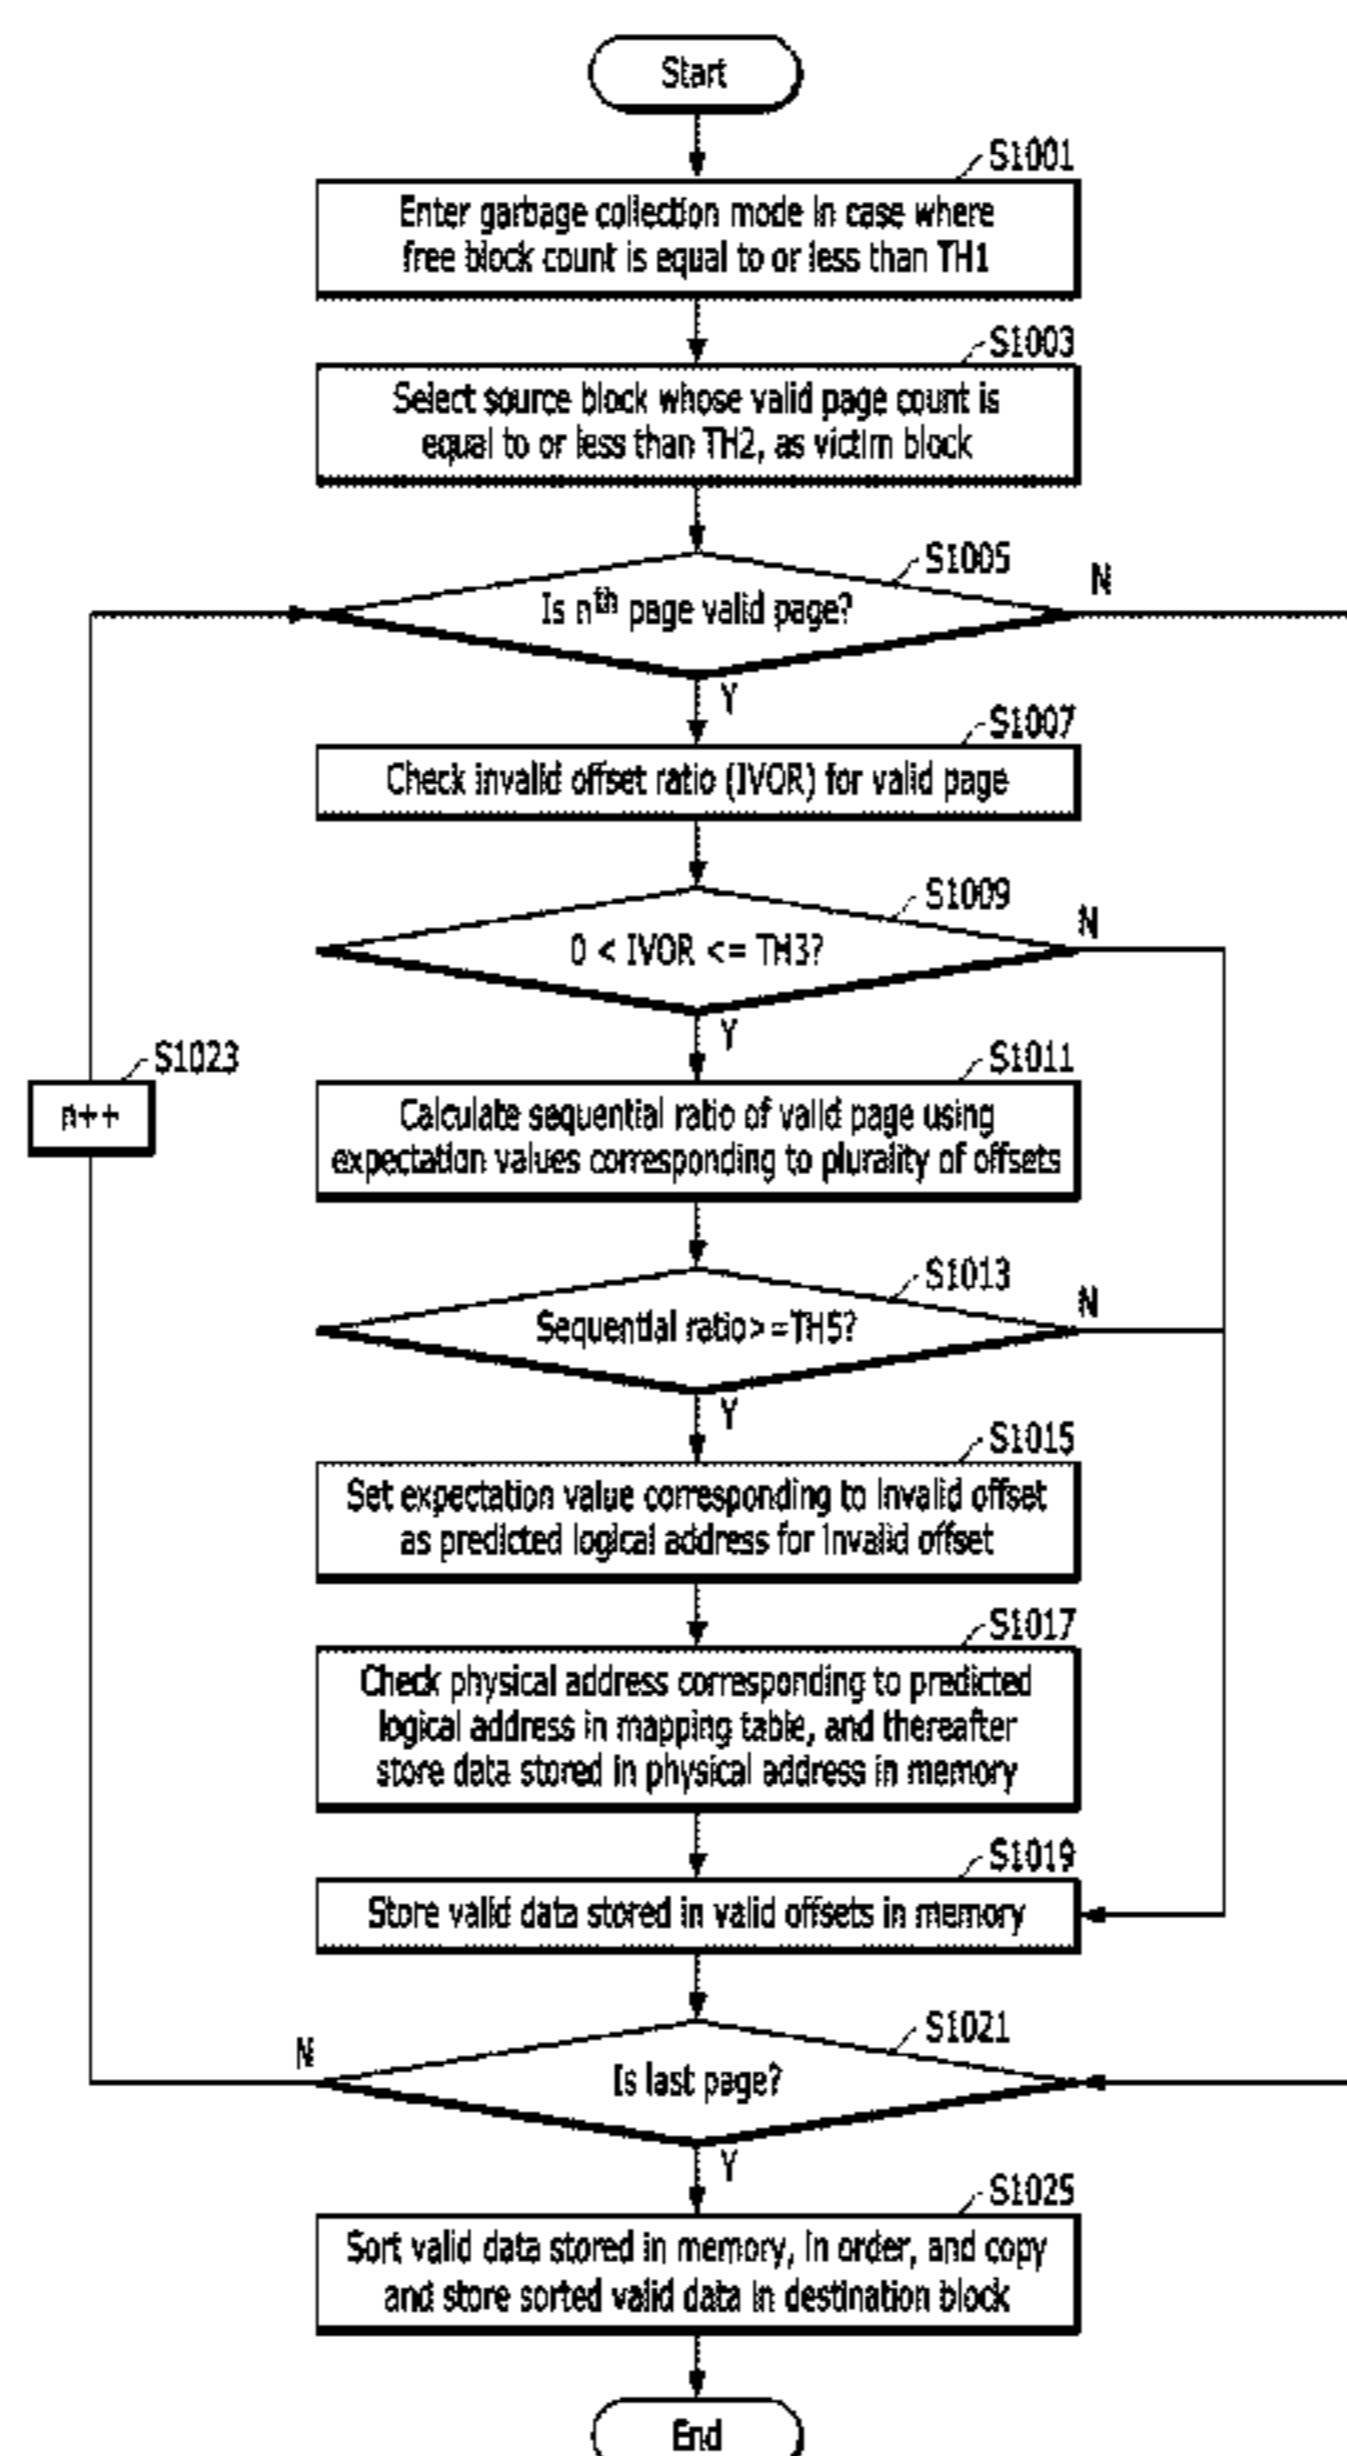 Start
S1001
Enter garbage collection mode in case where
free block count is equal to or less than TH1
S1003
Select source block whose valid page count is
equal to or less than TH2, as victim block
S1005
Is nth page valid page?
N
Y
S1007
Check invalid offset ratio (IVOR) for valid page
S1009
0 < IVOR <= TH3?
N
Y
S1023
n++
S1011
Calculate sequential ratio of valid page using
expectation values corresponding to plurality of offsets
S1013
Sequential ratio>=TH5?
N
Y
S1015
Set expectation value corresponding to invalid offset
as predicted logical address for invalid offset
S1017
Check physical address corresponding to predicted
logical address in mapping table, and thereafter
store data stored in physical address in memory
S1019
Store valid data stored in valid offsets in memory
S1021
Is last page?
N
Y
S1025
Sort valid data stored in memory, in order, and copy
and store sorted valid data in destination block
End